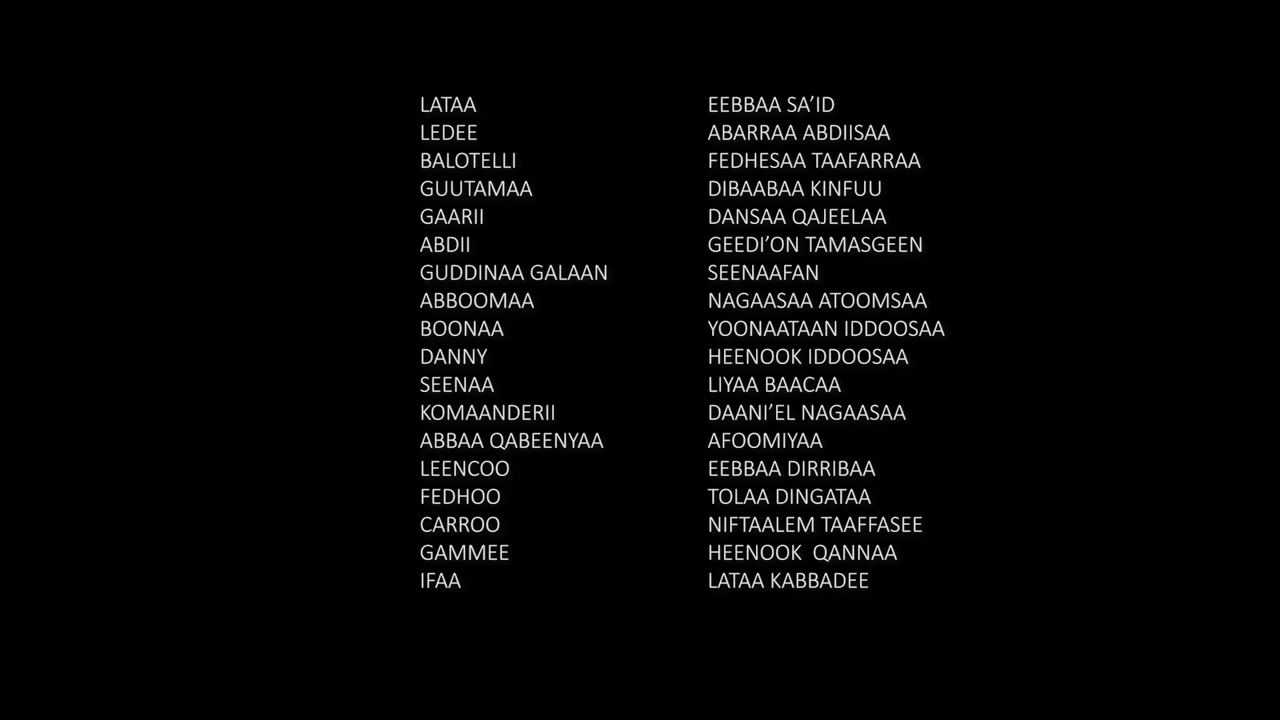 LATAA EEBBAA SA’ID
LEDEE ABARRAA ABDIISAA
BALOTELLI FEDHESAA TAAFARRAA
GUUTAMAA DIBAABAA KINFUU
GAARII DANSAA QAJEELAA
ABDII GEEDI’ON TAMASGEEN
GUDDINAA GALAAN SEENAAFAN
ABBOOMAA NAGAASAA ATOOMSAA
BOONAA YOONAATAAN IDDOOSAA
DANNY HEENOOK IDDOOSAA
SEENAA LIYAA BAACAA
KOMAANDERII DAANI’EL NAGAASAA
ABBAA QABEENYAA AFOOMIYAA
LEENCOO EEBBAA DIRRIBAA
FEDHOO TOLAA DINGATAA
CARROO NIFTAALEM TAAFFASEE
GAMMEE HEENOOK QANNAA
IFAA LATAA KABBADEE